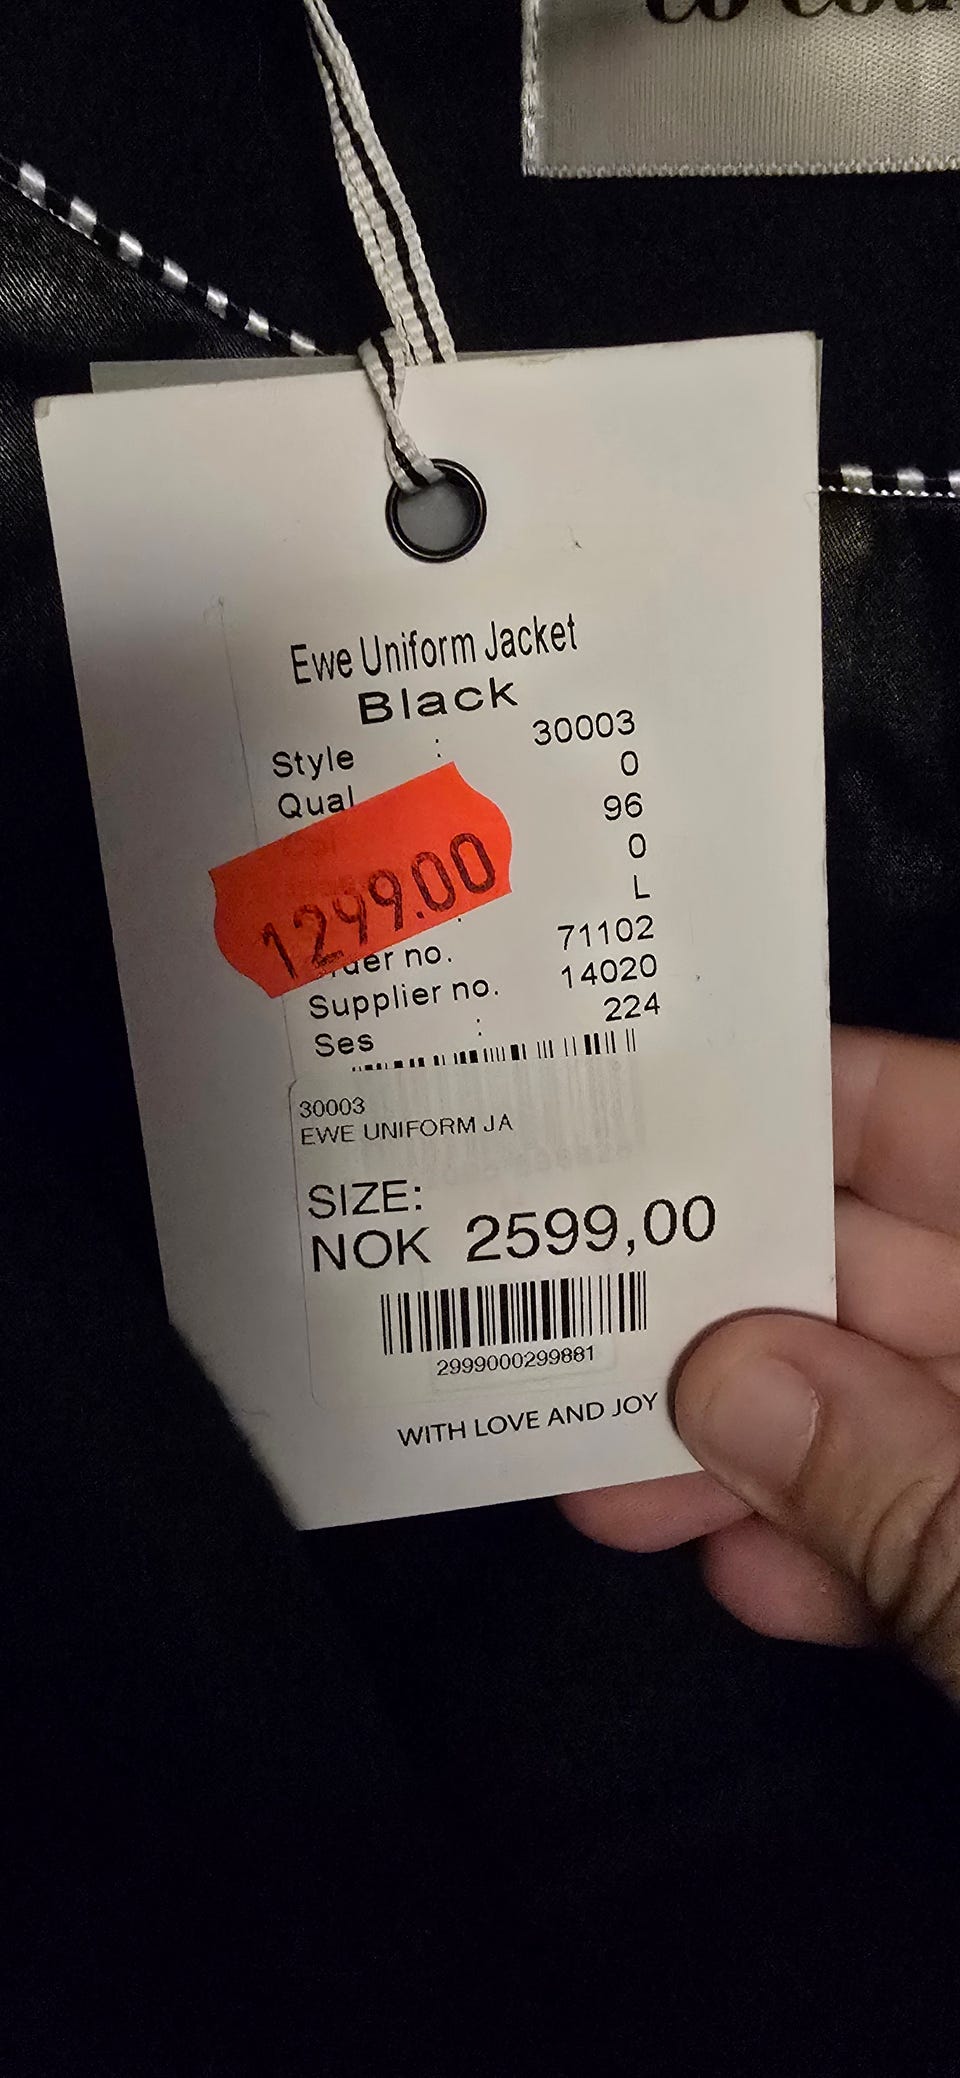 Ewe Uniform Jacket
Black
Style : 30003
Qual 0
96
0
L
1299.00
no. 71102
Supplier no. 14020
Ses : 224
30003
EWE UNIFORM JA
SIZE:
NOK 2599,00
2999000299881
WITH LOVE AND JOY